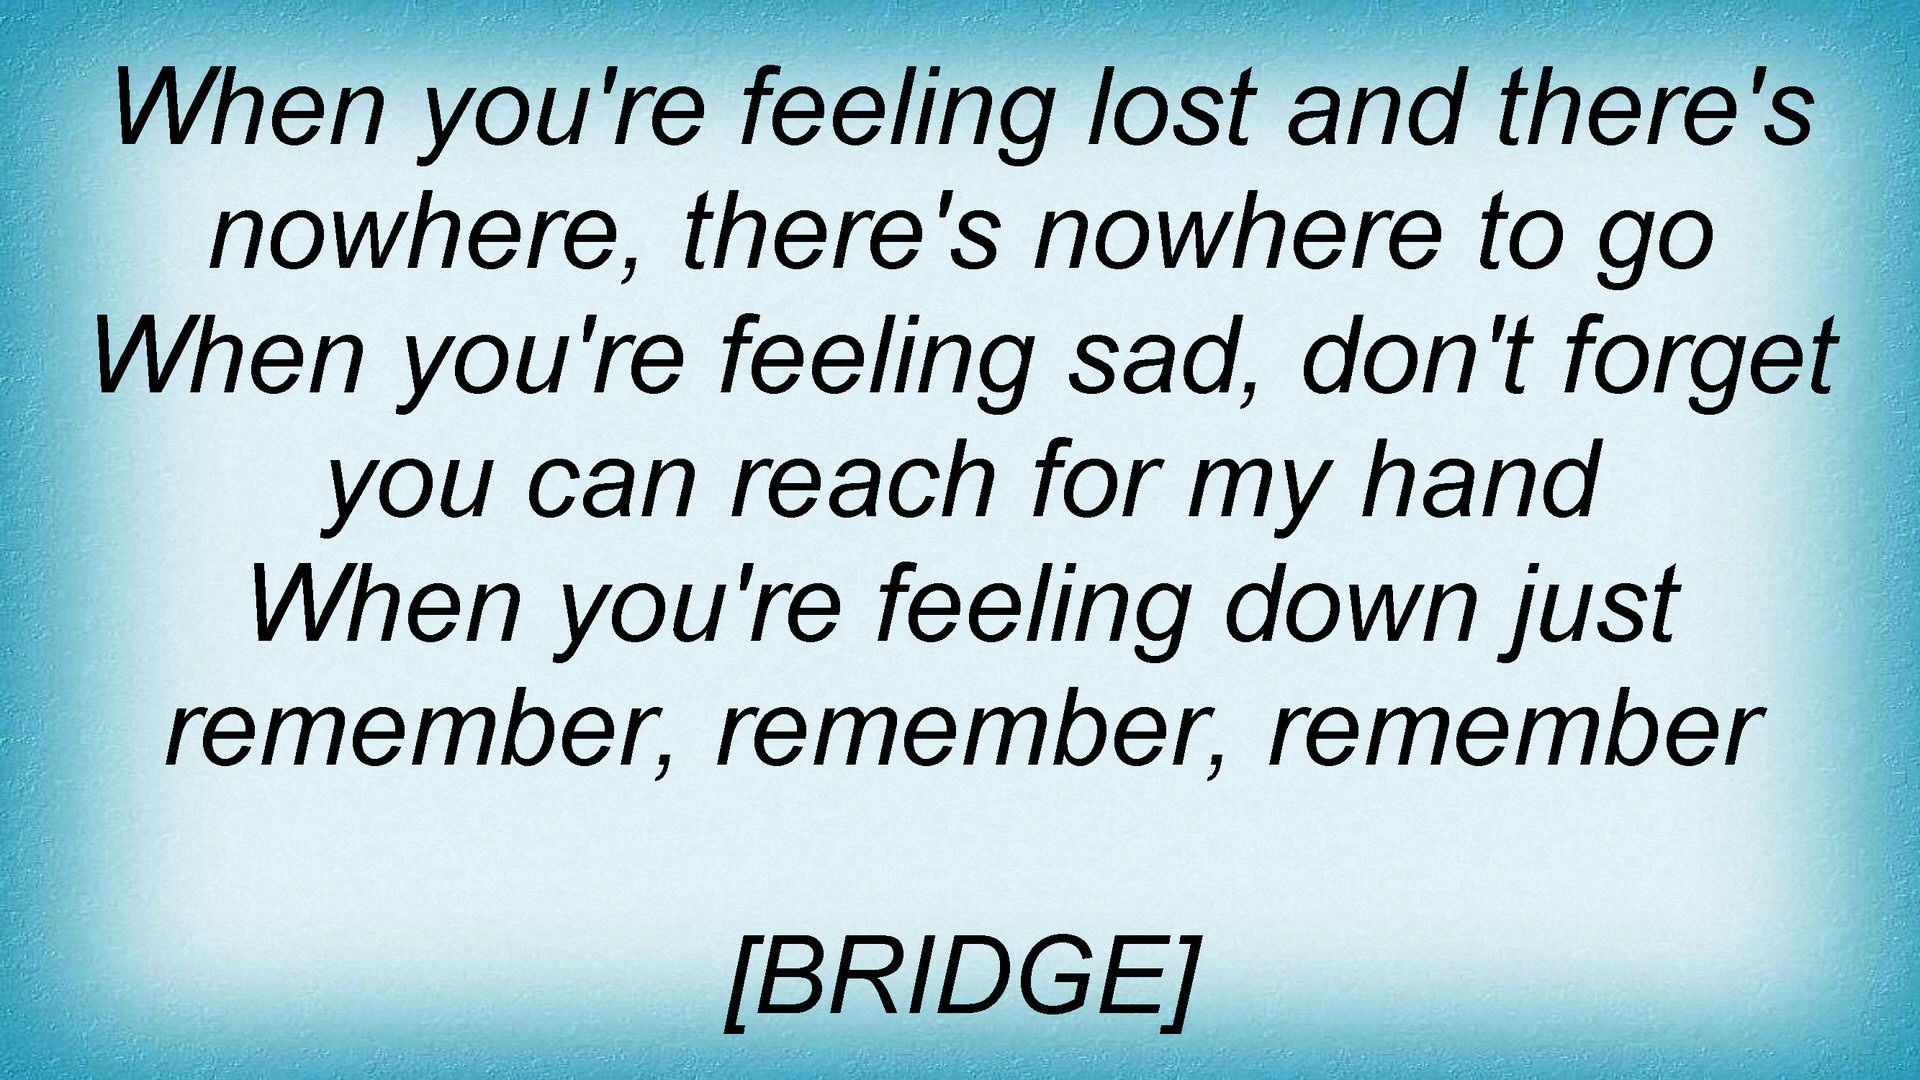 When you're feeling lost and there's
nowhere, there's nowhere to go
When you're feeling sad, don't forget
you can reach for my hand
When you're feeling down just
remember, remember, remember
[BRIDGE]